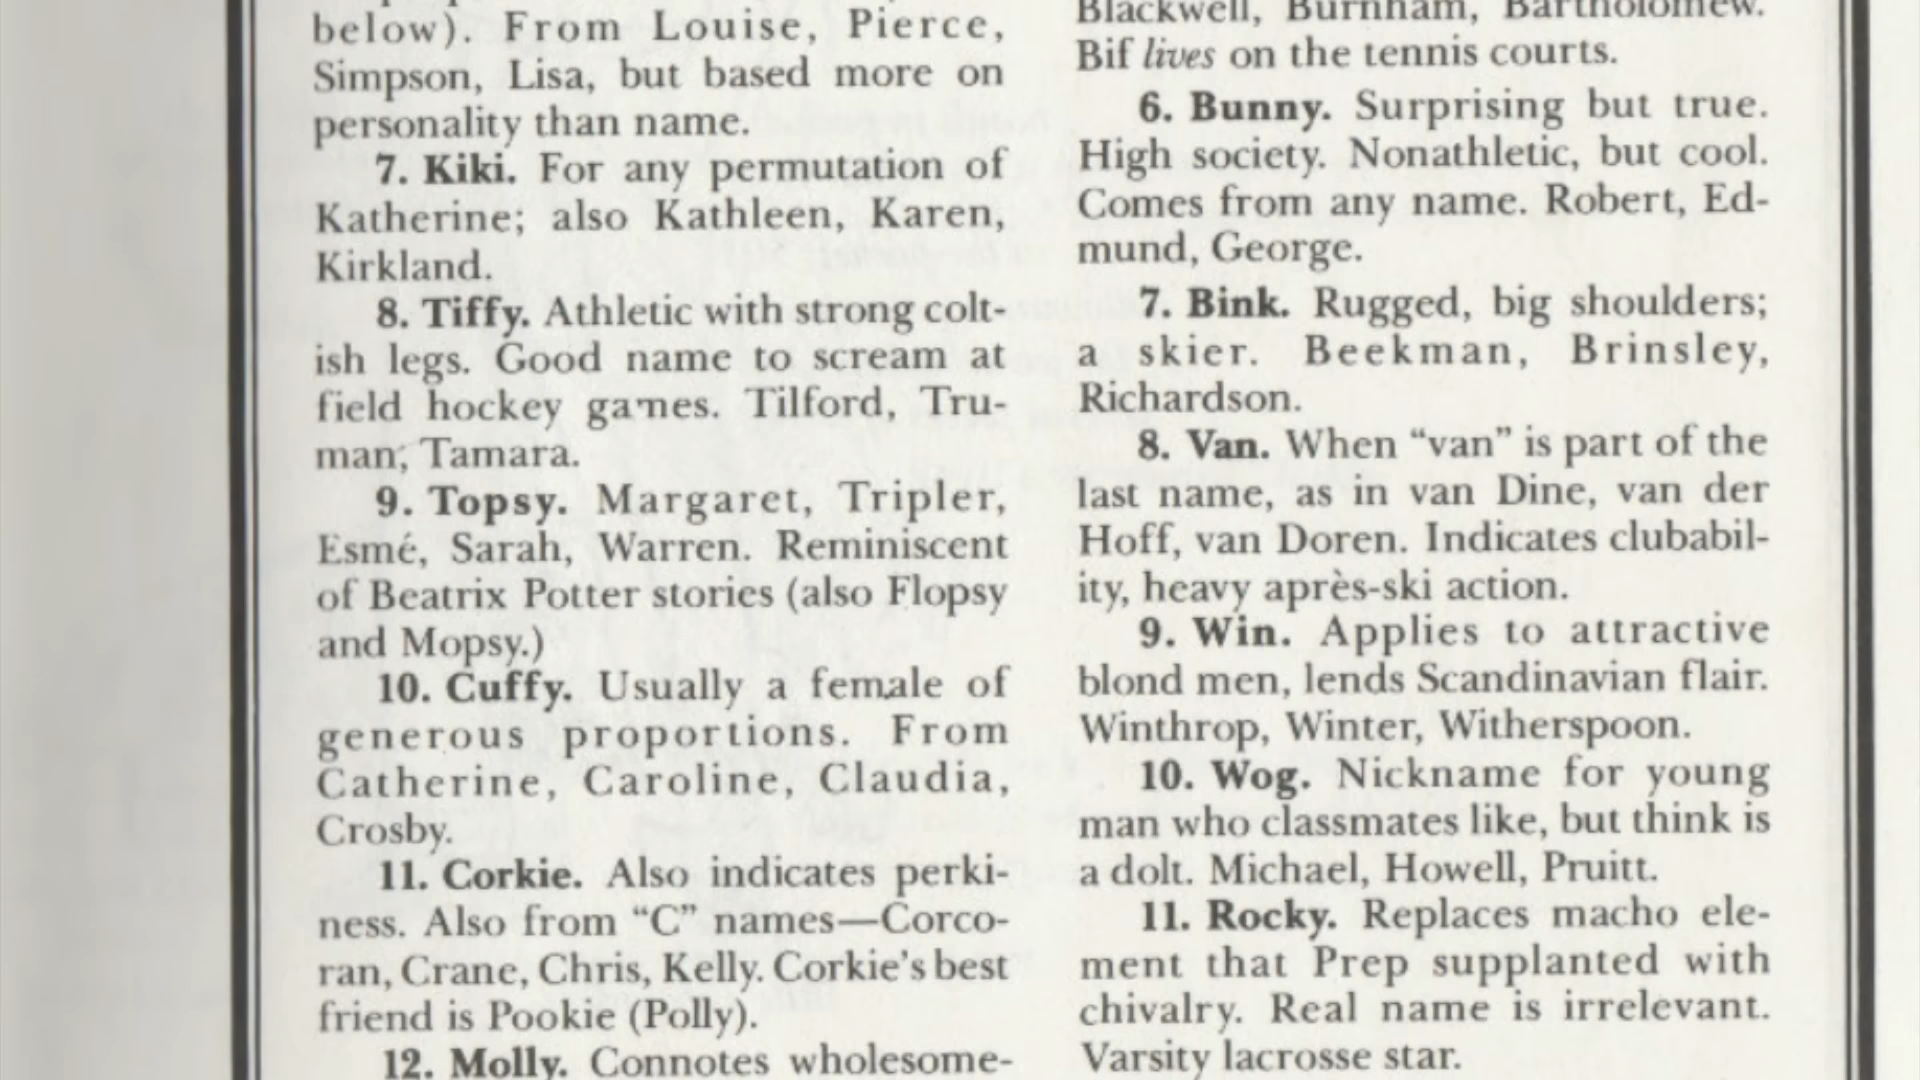 below). From Louise, Pierce,
Simpson, Lisa, but based more on
personality than name.
7. Kiki. For any permutation of
Katherine; also Kathleen, Karen,
Kirkland.
8. Tiffy. Athletic with strong colt-
ish legs. Good name to scream at
field hockey games. Tilford, Tru-
man, Tamara.
9. Topsy. Margaret, Tripler,
Esmé, Sarah, Warren. Reminiscent
of Beatrix Potter stories (also Flopsy
and Mopsy.)
10. Cuffy. Usually a female of
generous proportions. From
Catherine, Caroline, Claudia,
Crosby.
11. Corkie. Also indicates perki-
ness. Also from “C” names—Corco-
ran, Crane, Chris, Kelly. Corkie's best
friend is Pookie (Polly).
12. Molly. Connotes wholesome-
Blackwell, Burnham, Bartholomew.
Bif lives on the tennis courts.
6. Bunny. Surprising but true.
High society. Nonathletic, but cool.
Comes from any name. Robert, Ed-
mund, George.
7. Bink. Rugged, big shoulders;
a skier. Beekman, Brinsley,
Richardson.
8. Van. When “van” is part of the
last name, as in van Dine, van der
Hoff, van Doren. Indicates clubabil-
ity, heavy après-ski action.
9. Win. Applies to attractive
blond men, lends Scandinavian flair.
Winthrop, Winter, Witherspoon.
10. Wog. Nickname for young
man who classmates like, but think is
a dolt. Michael, Howell, Pruitt.
11. Rocky. Replaces macho ele-
ment that Prep supplanted with
chivalry. Real name is irrelevant.
Varsity lacrosse star.